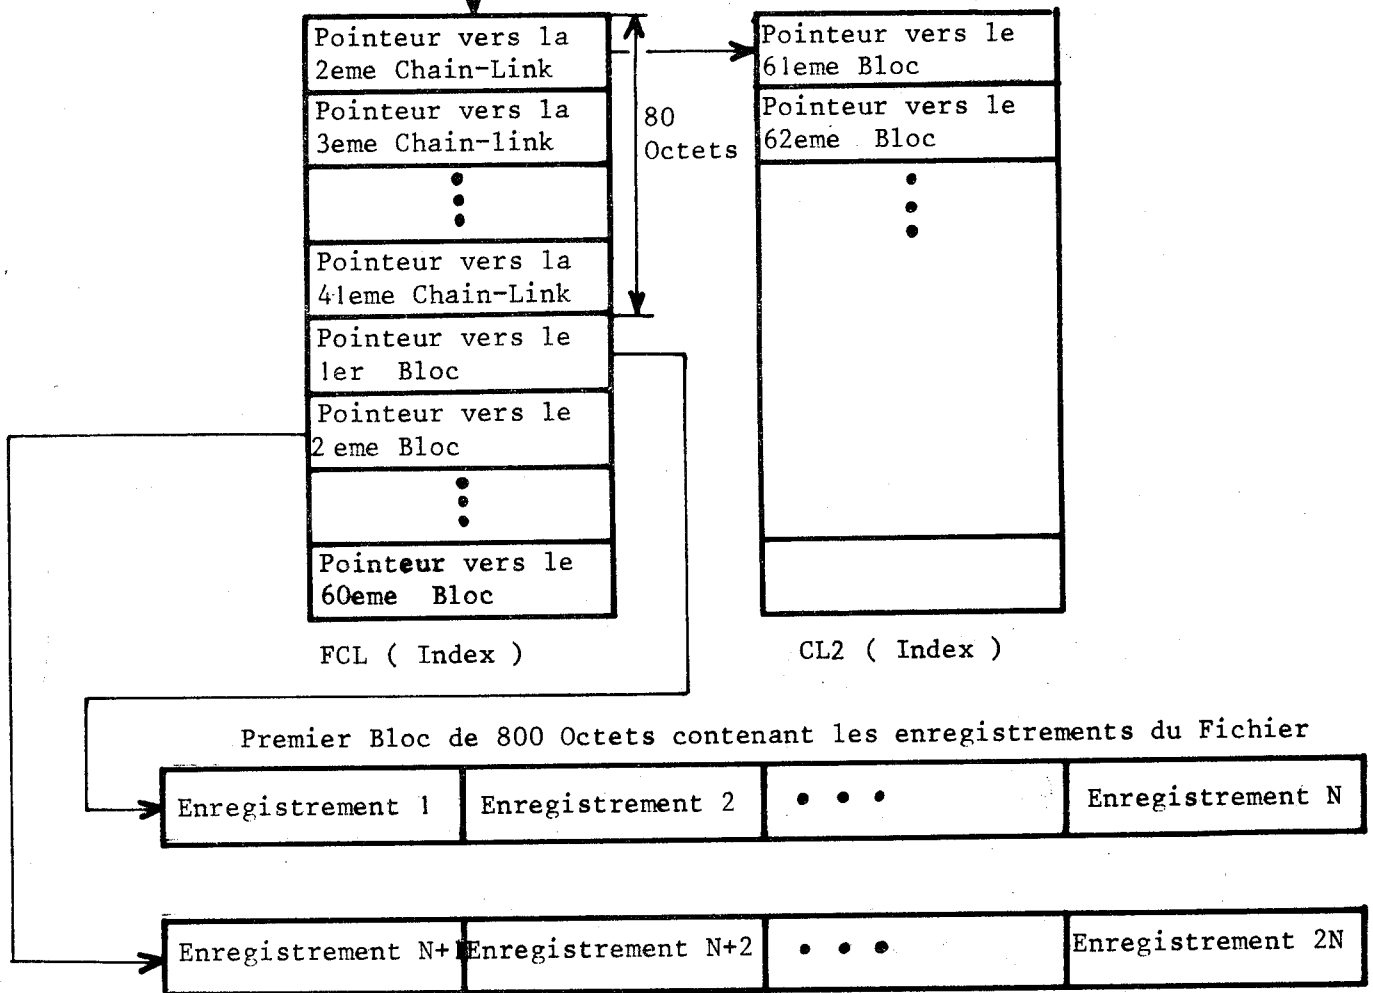 Pointeur vers la
2eme Chain-Link
Pointeur vers la
3eme Chain-link
Pointeur vers la
41eme Chain-Link
Pointeur vers le
1er Bloc
Pointeur vers le
2 eme Bloc
Pointeur vers le
60eme Bloc
80
Octets
Pointeur vers le
61eme Bloc
Pointeur vers le
62eme Bloc
FCL ( Index )
CL2 ( Index )
Premier Bloc de 800 Octets contenant les enregistrements du Fichier
Enregistrement 1
Enregistrement 2
Enregistrement N
Enregistrement N+1
Enregistrement N+2
Enregistrement 2N